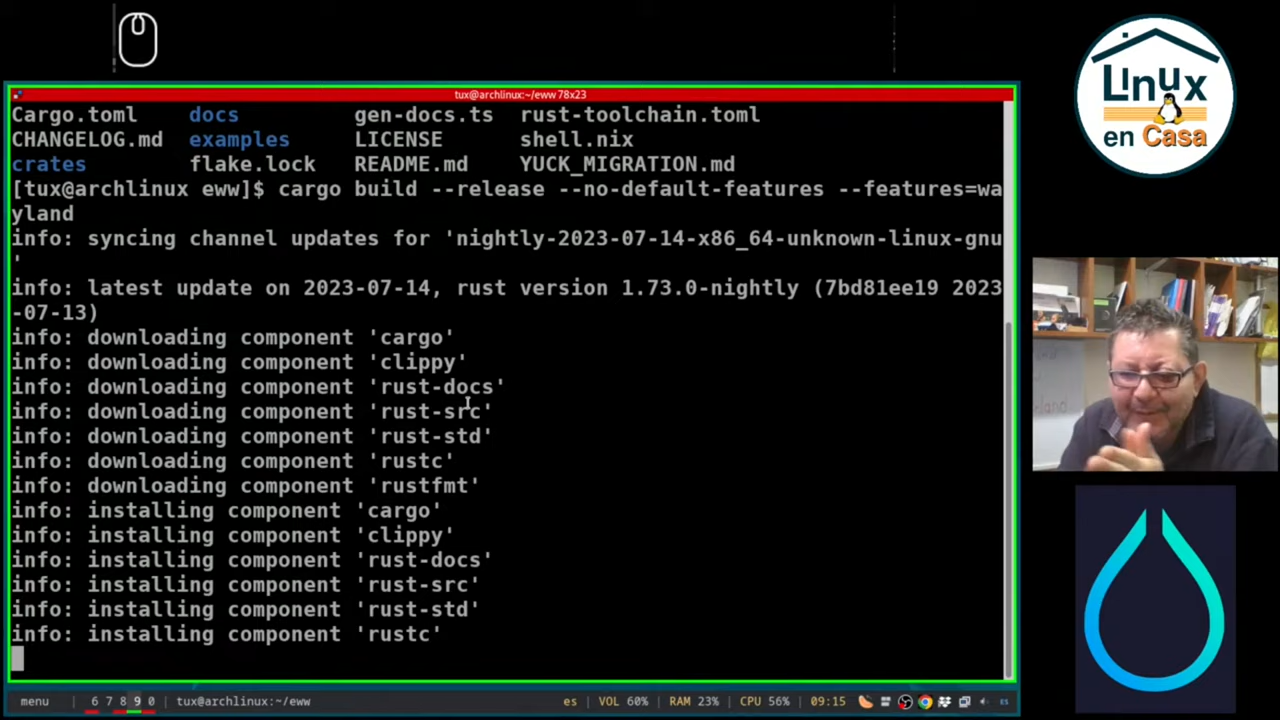 Linux
en Casa
tux@archlinux:~/eww 78x23
Cargo.toml docs gen-docs.ts rust-toolchain.toml
CHANGELOG.md examples LICENSE shell.nix
crates flake.lock README.md YUCK_MIGRATION.md
[tux@archlinux eww]$ cargo build --release --no-default-features --features=wa
yland
info: syncing channel updates for 'nightly-2023-07-14-x86_64-unknown-linux-gnu
'
info: latest update on 2023-07-14, rust version 1.73.0-nightly (7bd81ee19 2023
-07-13)
info: downloading component 'cargo'
info: downloading component 'clippy'
info: downloading component 'rust-docs'
info: downloading component 'rust-src'
info: downloading component 'rust-std'
info: downloading component 'rustc'
info: downloading component 'rustfmt'
info: installing component 'cargo'
info: installing component 'clippy'
info: installing component 'rust-docs'
info: installing component 'rust-src'
info: installing component 'rust-std'
info: installing component 'rustc'
menu | 6 7 8 9 0 | tux@archlinux:~/eww es | VOL 60% | RAM 23% | CPU 56% | 09:15 ES